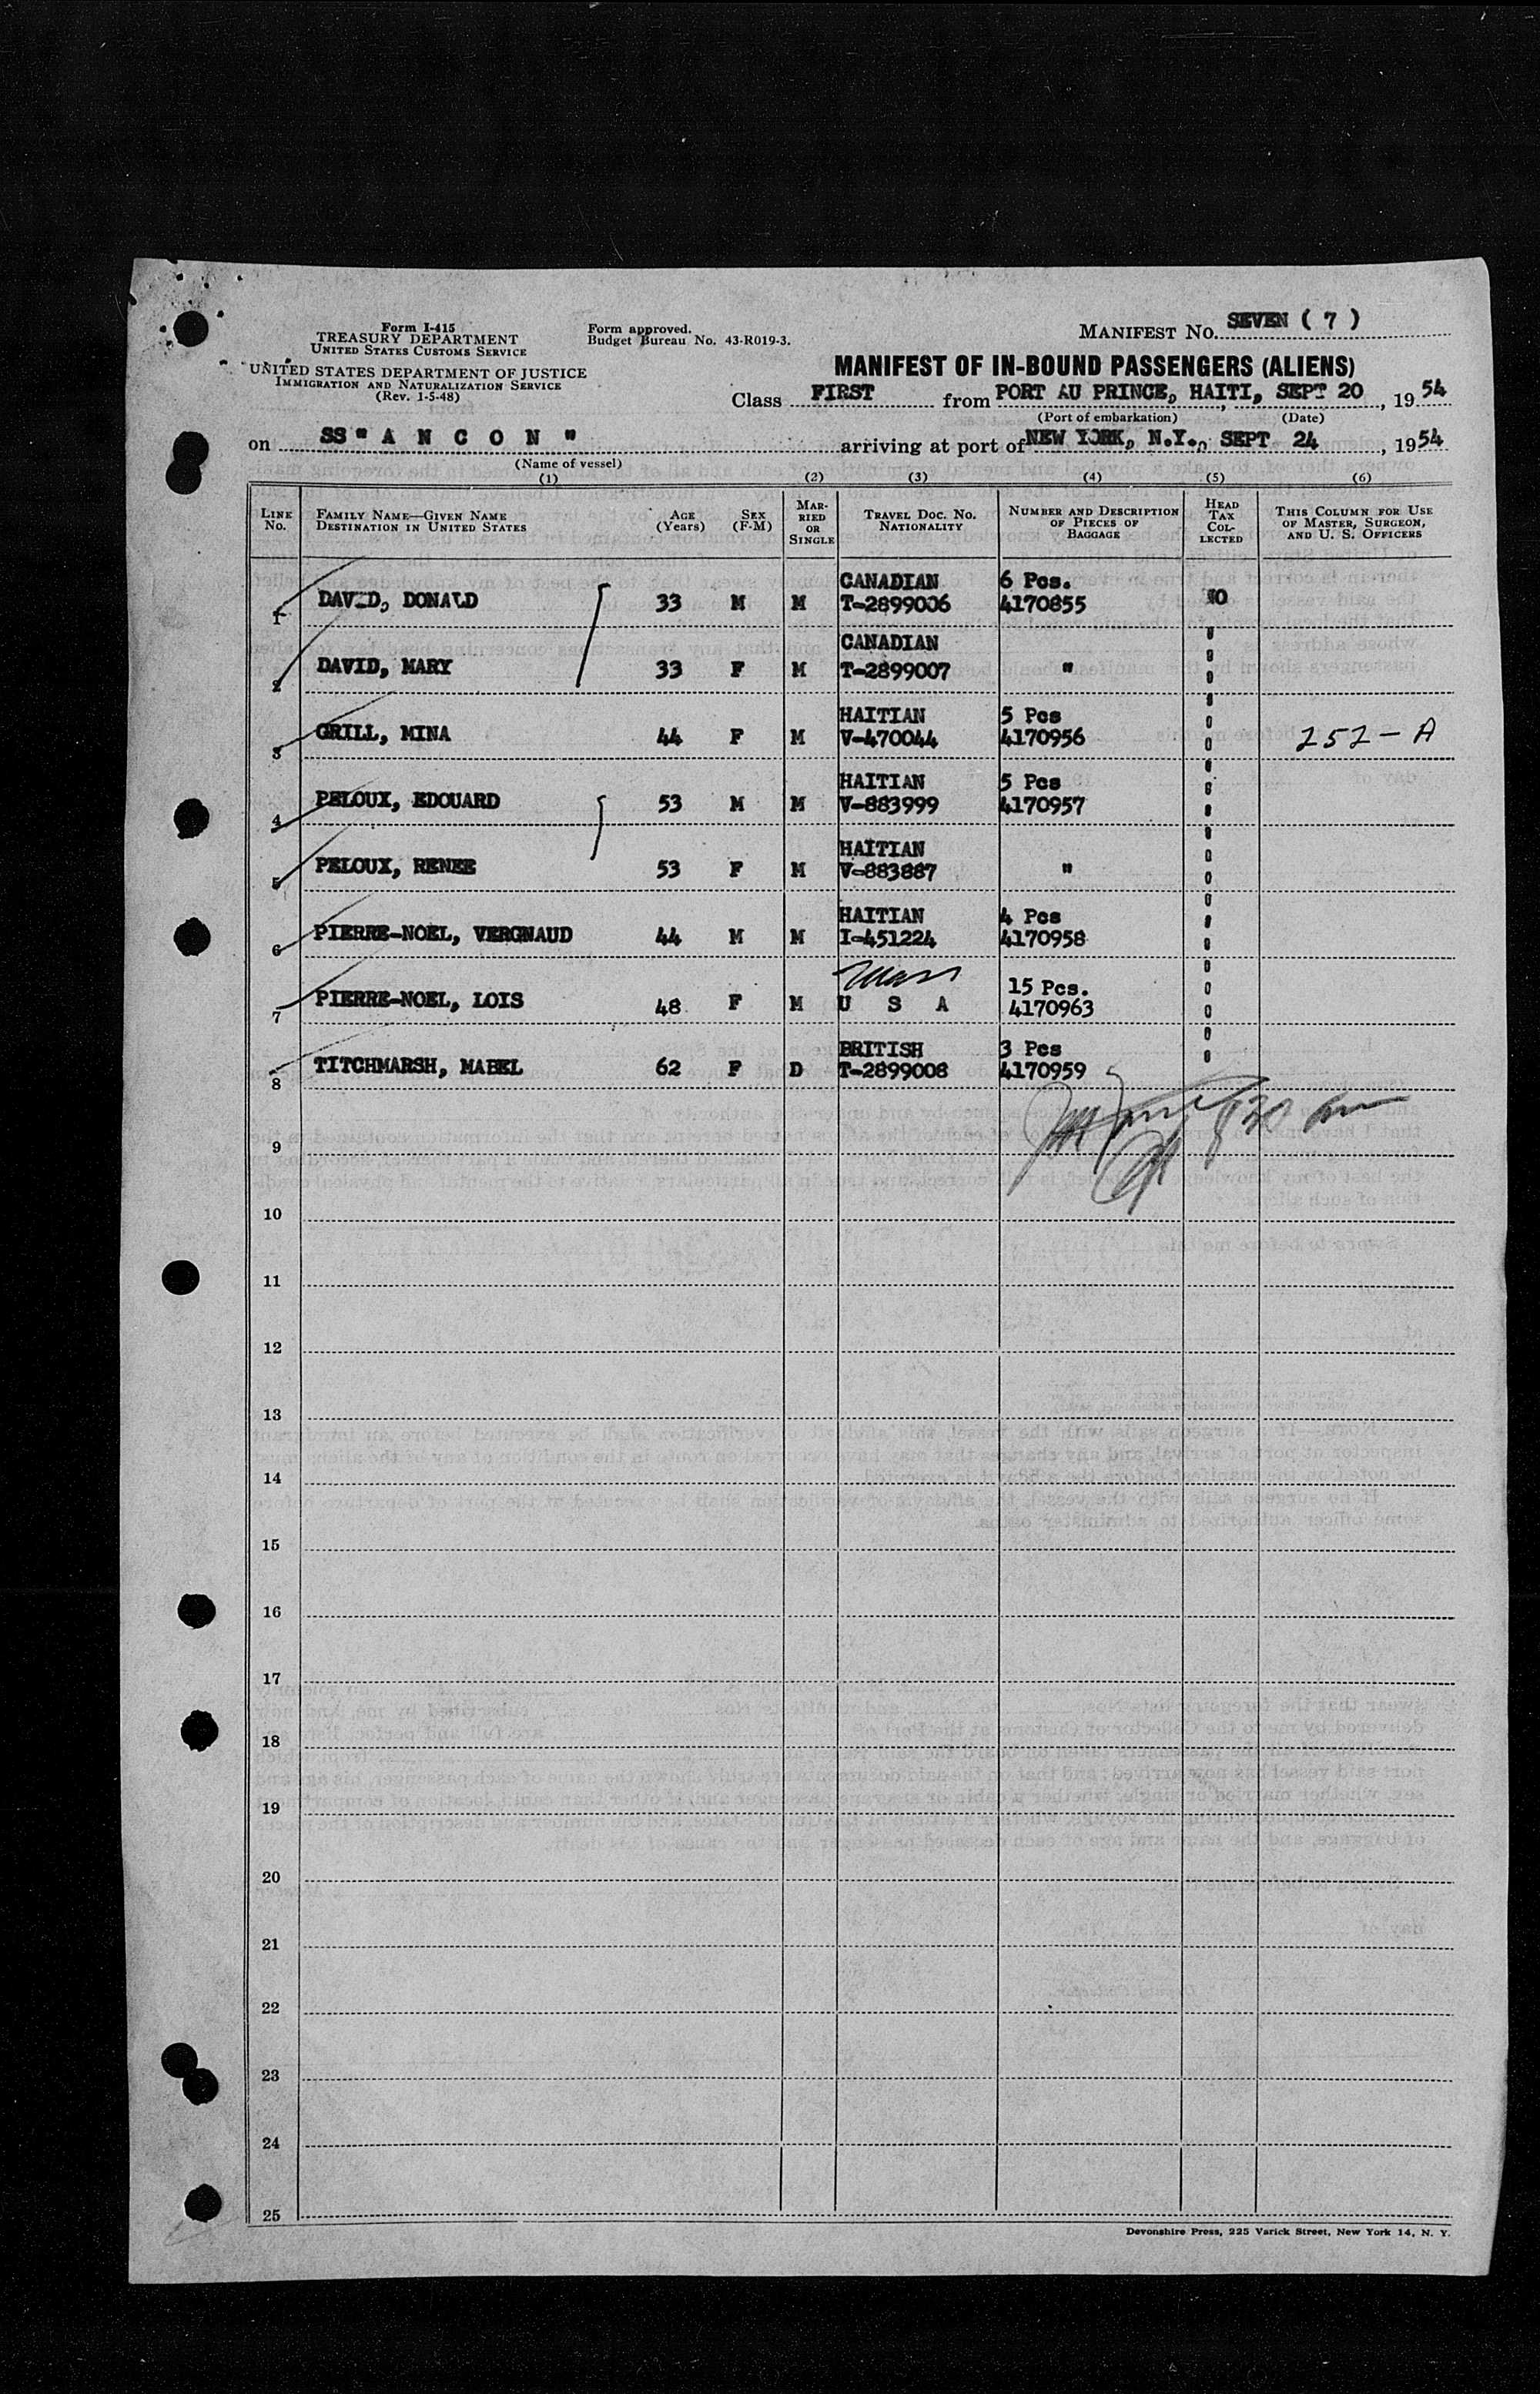 Form I-415
TREASURY DEPARTMENT
UNITED STATES CUSTOMS SERVICE
UNITED STATES DEPARTMENT OF JUSTICE
IMMIGRATION AND NATURALIZATION SERVICE
(Rev. 1-5-48)
Form approved.
Budget Bureau No. 43-R019-3.
MANIFEST NO. SEVEN ( 7 )
MANIFEST OF IN-BOUND PASSENGERS (ALIENS)
Class FIRST from PORT AU PRINCE, HAITI, SEPT 20, 1954
(Port of embarkation) (Date)
on SS " A N C O N " arriving at port of NEW YORK, N.Y., SEPT 24, 1954
(Name of vessel)
(1) (2) (3) (4) (5) (6)
LINE No. FAMILY NAME—GIVEN NAME DESTINATION IN UNITED STATES AGE (Years) SEX (F-M) MARRIED OR SINGLE TRAVEL DOC. NO. NATIONALITY NUMBER AND DESCRIPTION OF PIECES OF BAGGAGE HEAD TAX COLLECTED THIS COLUMN FOR USE OF MASTER, SURGEON, AND U. S. OFFICERS
CANADIAN 6 Pcs.
1 DAVID, DONALD 33 M M T-2899006 4170855
CANADIAN
2 DAVID, MARY 33 F M T-2899007 "
HAITIAN 5 Pcs
3 GRILL, MINA 44 F M V-470044 4170956 252-A
HAITIAN 5 Pcs
4 PELOUX, EDOUARD 53 M M V-883999 4170957
HAITIAN
5 PELOUX, RENEE 53 F M V-883887 "
HAITIAN 4 Pcs
6 PIERRE-NOEL, VERGNAUD 44 M M I-451224 4170958
15 Pcs.
7 PIERRE-NOEL, LOIS 48 F M U S A 4170963
BRITISH 3 Pcs
8 TITCHMARSH, MABEL 62 F D T-2899008 4170959
9
10
11
12
13
14
15
16
17
18
19
20
21
22
23
24
25
Devonshire Press, 225 Varick Street, New York 14, N. Y.